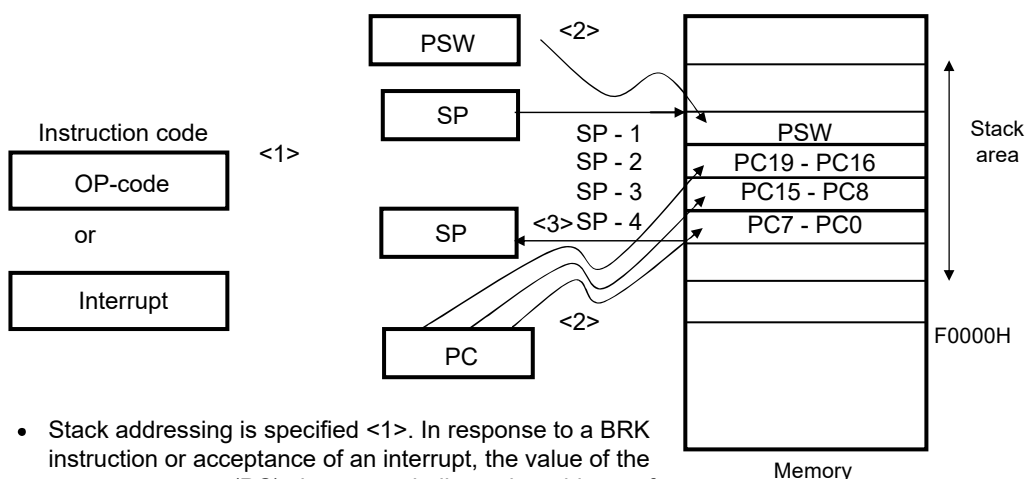 PSW
<2>
SP
Instruction code
<1>
OP-code
or
Interrupt
SP - 1
SP - 2
SP - 3
<3> SP - 4
SP
PSW
PC19 - PC16
PC15 - PC8
PC7 - PC0
Stack
area
<2>
PC
F0000H
Memory
• Stack addressing is specified <1>. In response to a BRK
instruction or acceptance of an interrupt, the value of the